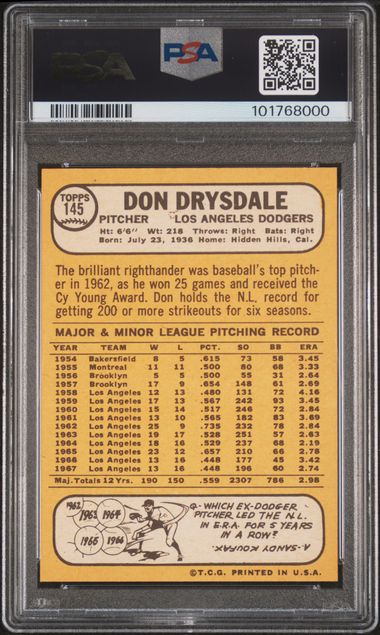 PSA
PSA
101768000
TOPPS
145
DON DRYSDALE
PITCHER LOS ANGELES DODGERS
Ht: 6'6" Wt: 218 Throws: Right Bats: Right
Born: July 23, 1936 Home: Hidden Hills, Cal.
The brilliant righthander was baseball's top pitch-
er in 1962, as he won 25 games and received the
Cy Young Award. Don holds the N.L. record for
getting 200 or more strikeouts for six seasons.
MAJOR & MINOR LEAGUE PITCHING RECORD
YEAR TEAM W L PCT. SO BB ERA
1954 Bakersfield 8 5 .615 73 58 3.45
1955 Montreal 11 11 .500 80 68 3.33
1956 Brooklyn 5 5 .500 55 31 2.64
1957 Brooklyn 17 9 .654 148 61 2.69
1958 Los Angeles 12 13 .480 131 72 4.16
1959 Los Angeles 17 13 .567 242 93 3.45
1960 Los Angeles 15 14 .517 246 72 2.84
1961 Los Angeles 13 10 .565 182 83 3.69
1962 Los Angeles 25 9 .735 232 78 2.84
1963 Los Angeles 19 17 .528 251 57 2.63
1964 Los Angeles 18 16 .529 237 68 2.19
1965 Los Angeles 23 12 .657 210 66 2.78
1966 Los Angeles 13 16 .448 177 45 3.42
1967 Los Angeles 13 16 .448 196 60 2.74
Maj. Totals 12 Yrs. 190 150 .559 2307 786 2.98
1962 1963 1964
1965 1966
Q- WHICH EX-DODGER
PITCHER LED THE N.L.
IN E.R.A. FOR 5 YEARS
IN A ROW?
A- SANDY KOUFAX.
©T.C.G. PRINTED IN U.S.A.